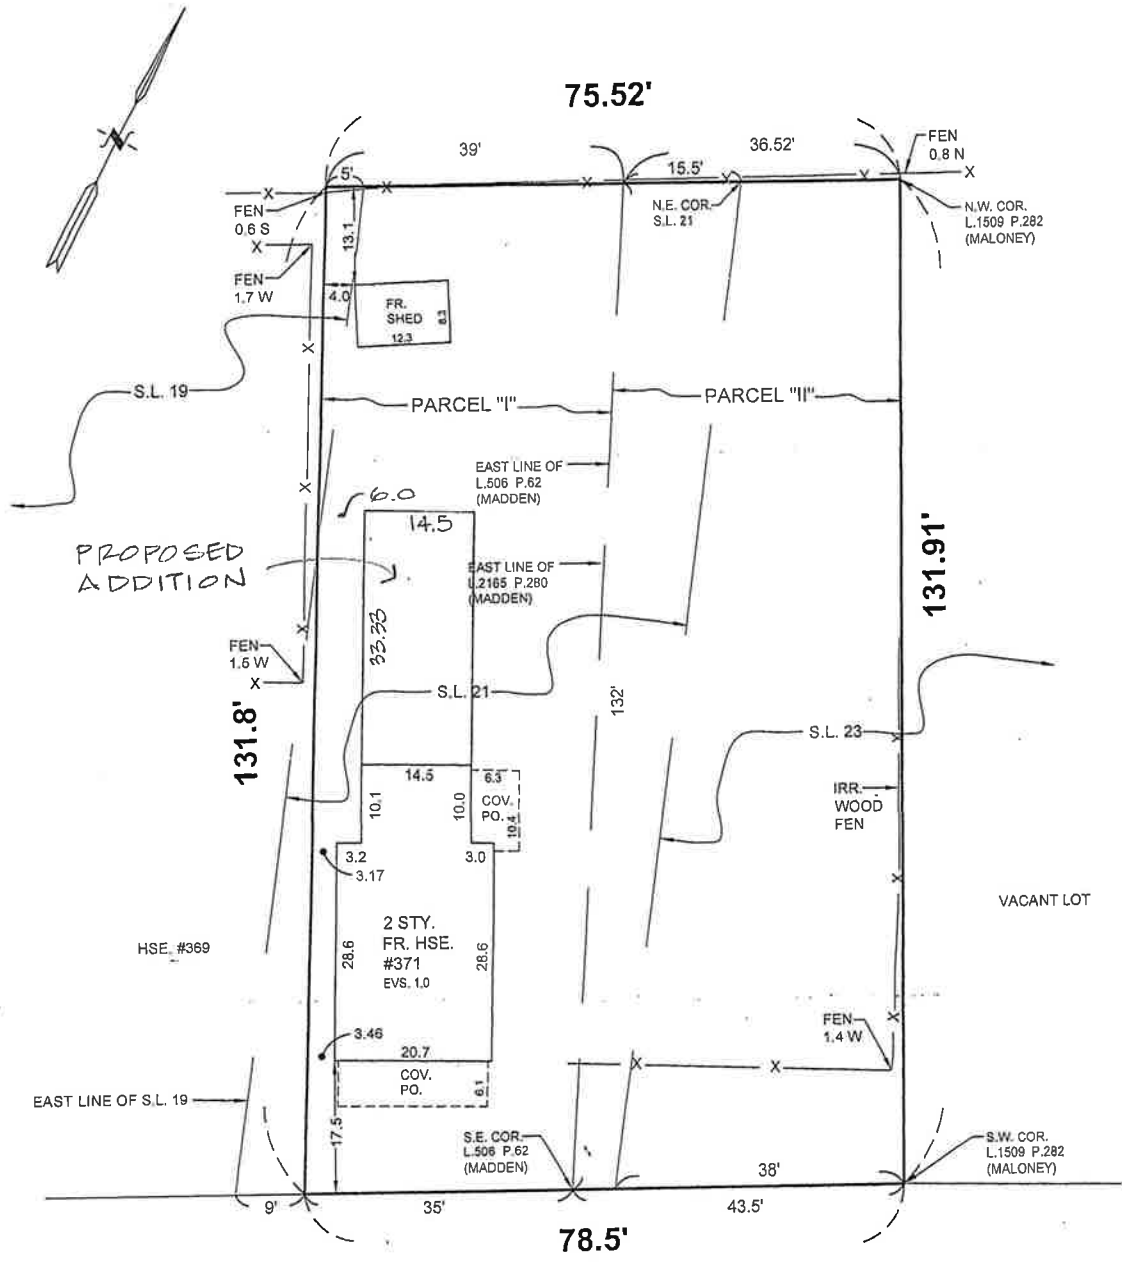 N
75.52'
39'
36.52'
5'
15.5'
FEN
0.8 N
X
X
X
X
FEN
0.6 S
N.E. COR.
S.L. 21
N.W. COR.
L.1509 P.282
(MALONEY)
X
13.1
FEN
1.7 W
4.0
FR.
SHED
8.3
12.3
X
S.L. 19
PARCEL "I"
PARCEL "II"
EAST LINE OF
L.506 P.62
(MADDEN)
X
6.0
14.5
PROPOSED
ADDITION
EAST LINE OF
L.2165 P.280
(MADDEN)
131.91'
33.33
X
FEN
1.5 W
X
S.L. 21
132'
131.8'
S.L. 23
X
14.5
6.3
COV.
PO.
10.4
10.1
10.0
IRR.
WOOD
FEN
3.2
3.0
3.17
X
VACANT LOT
HSE. #369
2 STY.
FR. HSE.
#371
EVS. 1.0
28.6
28.6
FEN
1.4 W
X
3.46
20.7
X
X
COV.
PO.
6.1
EAST LINE OF S.L. 19
17.5
S.E. COR.
L.506 P.62
(MADDEN)
S.W. COR.
L.1509 P.282
(MALONEY)
38'
9'
35'
43.5'
78.5'